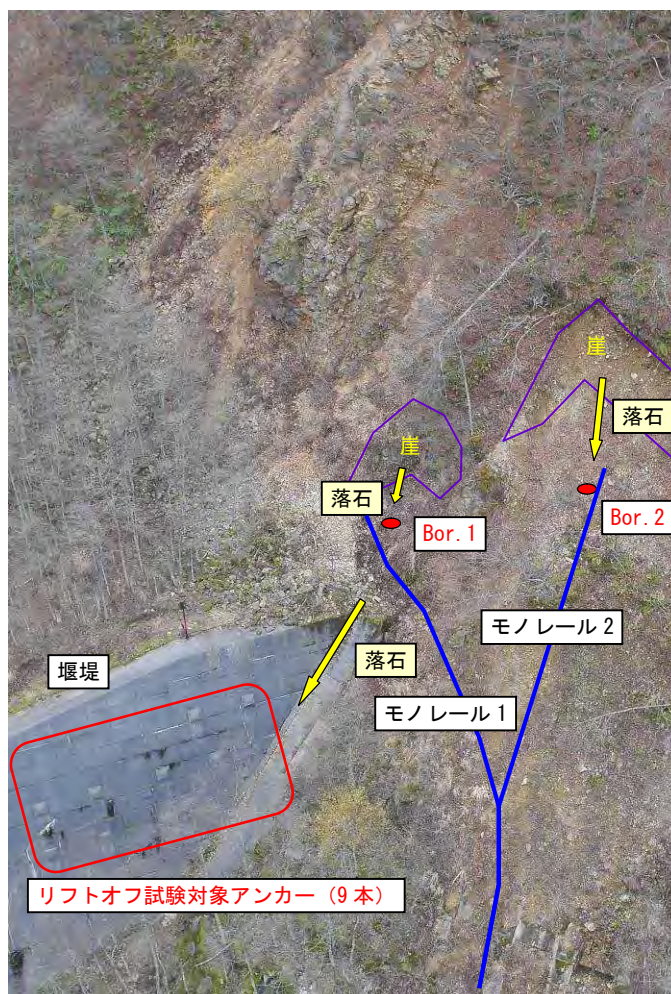 崖
落石
崖
落石
Bor.1
Bor.2
モノレール2
堰堤
落石
モノレール1
リフトオフ試験対象アンカー（9本）